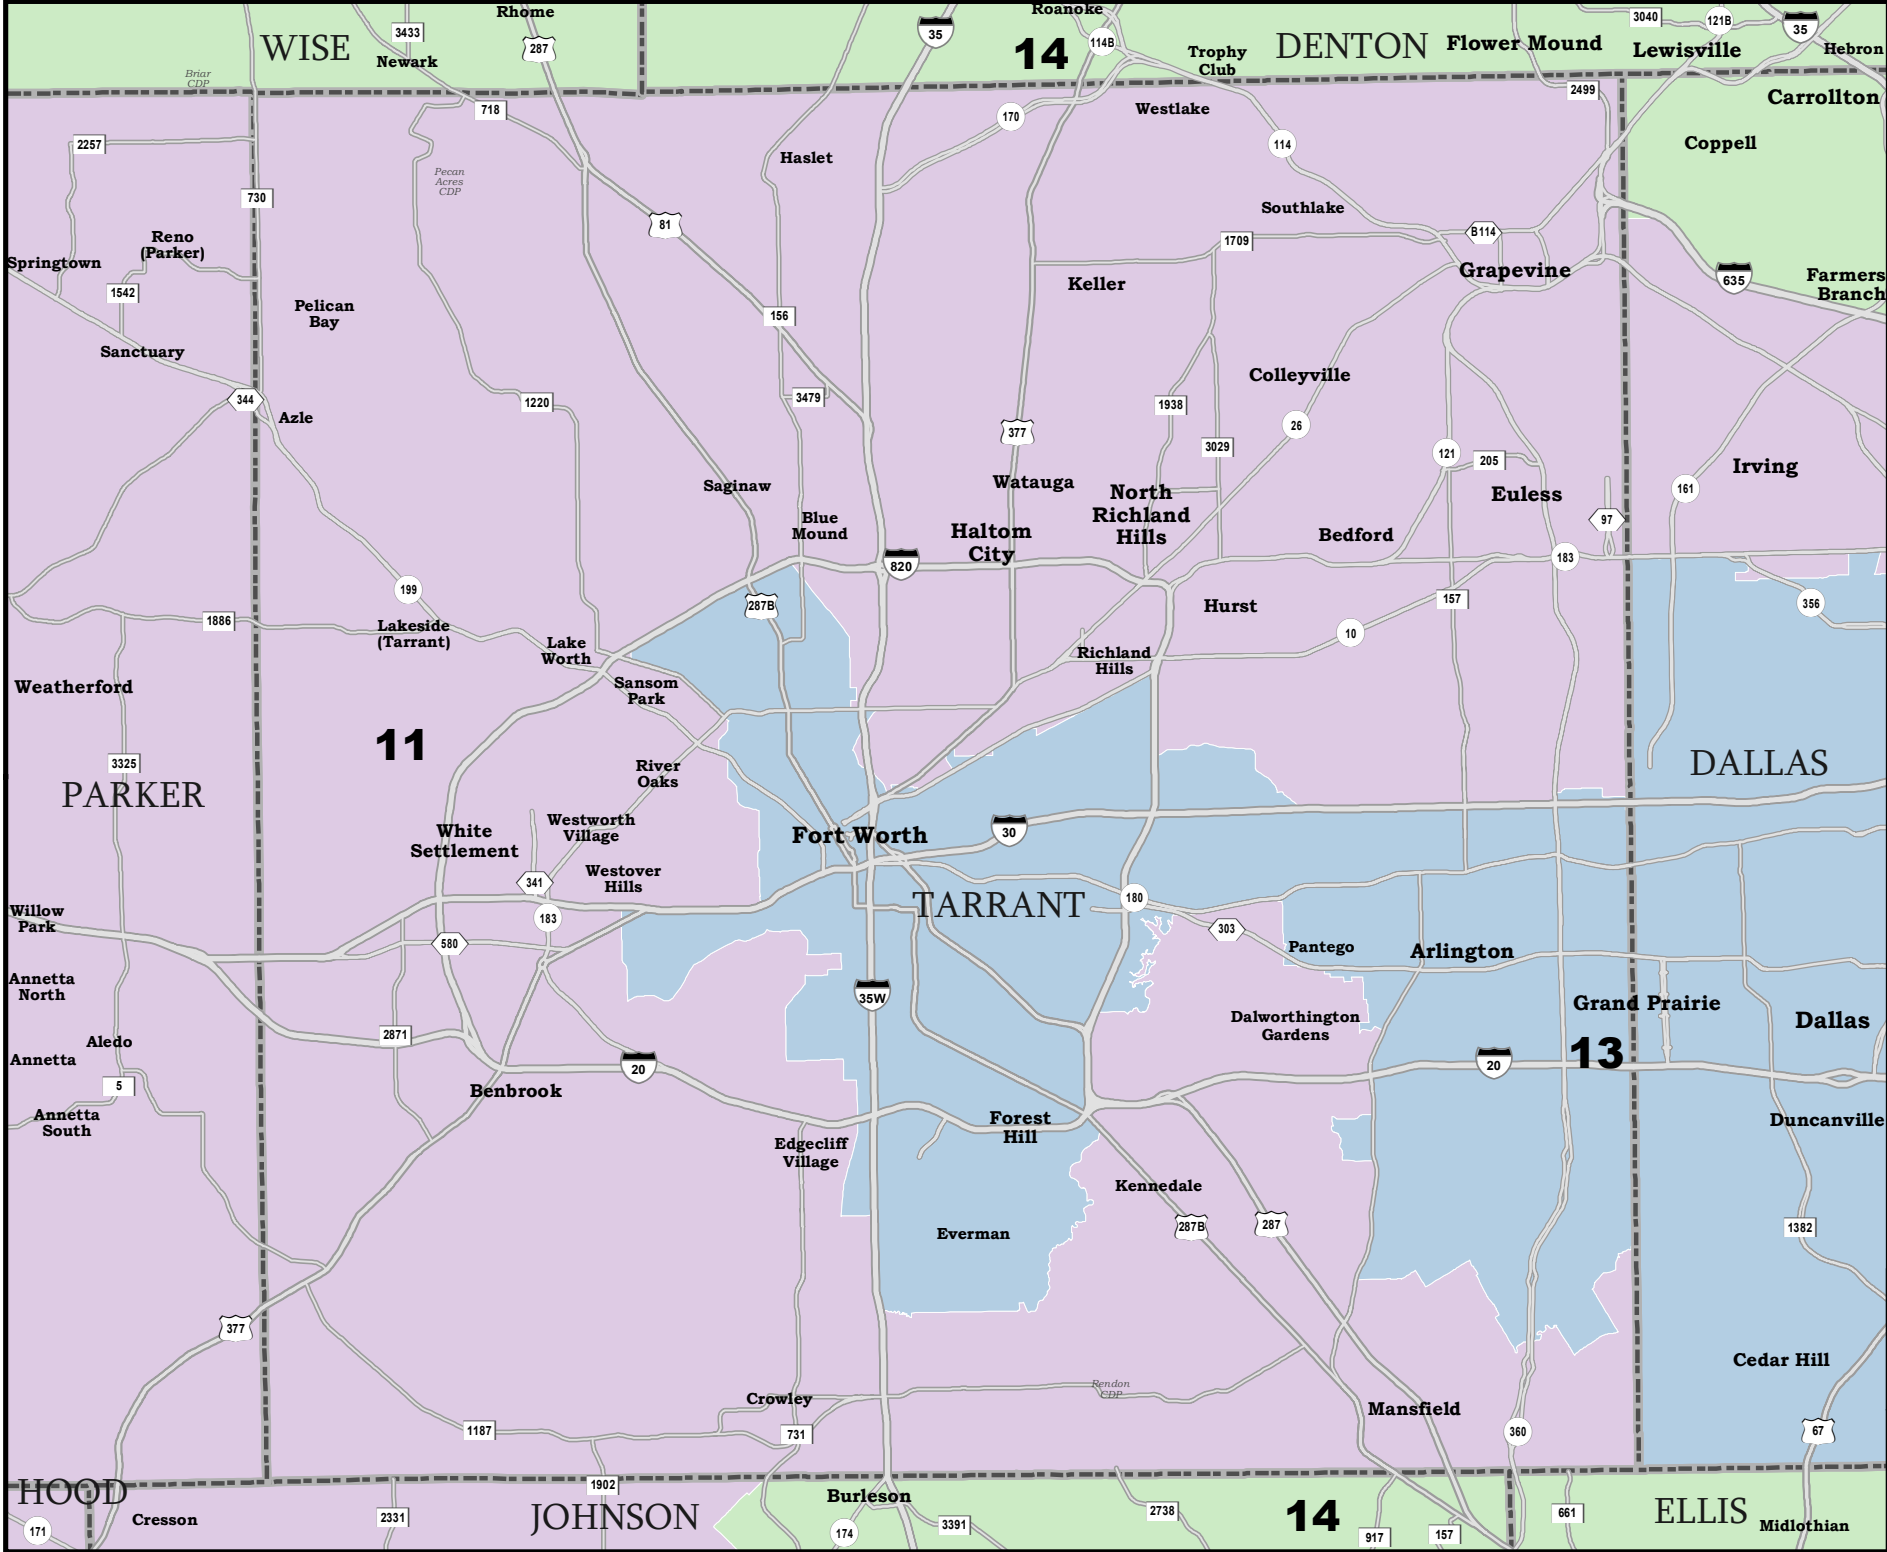 Rhome
Roanoke
3433
WISE
Newark
287
35
14
114B
Trophy
Club
DENTON
Flower Mound
3040
121B
35
Lewisville
Hebron
Briar
CDP
718
170
Westlake
2499
Carrollton
2257
Haslet
114
Coppell
Pecan
Acres
CDP
730
81
Southlake
Reno
(Parker)
1709
B114
Springtown
Grapevine
635
Farmers
Branch
1542
Keller
Pelican
Bay
156
Sanctuary
Colleyville
344
Azle
1220
3479
1938
26
377
3029
121
205
Irving
161
Saginaw
Watauga
North
Richland
Hills
Euless
Blue
Mound
Haltom
City
97
Bedford
820
183
199
287B
Hurst
157
356
1886
Lakeside
(Tarrant)
10
Lake
Worth
Richland
Hills
Weatherford
Sansom
Park
11
3325
River
Oaks
DALLAS
PARKER
White
Settlement
Westworth
Village
Fort Worth
30
Westover
Hills
341
TARRANT
180
183
Willow
Park
580
303
Pantego
Arlington
Annetta
North
35W
Grand Prairie
Dallas
Dalworthington
Gardens
2871
Aledo
Annetta
13
20
20
5
Benbrook
Annetta
South
Forest
Hill
Duncanville
Edgecliff
Village
Kennedale
Everman
287B
287
1382
377
Cedar Hill
Rendon
CDP
Crowley
Mansfield
1187
731
360
67
HOOD
1902
Burleson
JOHNSON
14
ELLIS
171
Cresson
2331
174
3391
2738
917
157
661
Midlothian